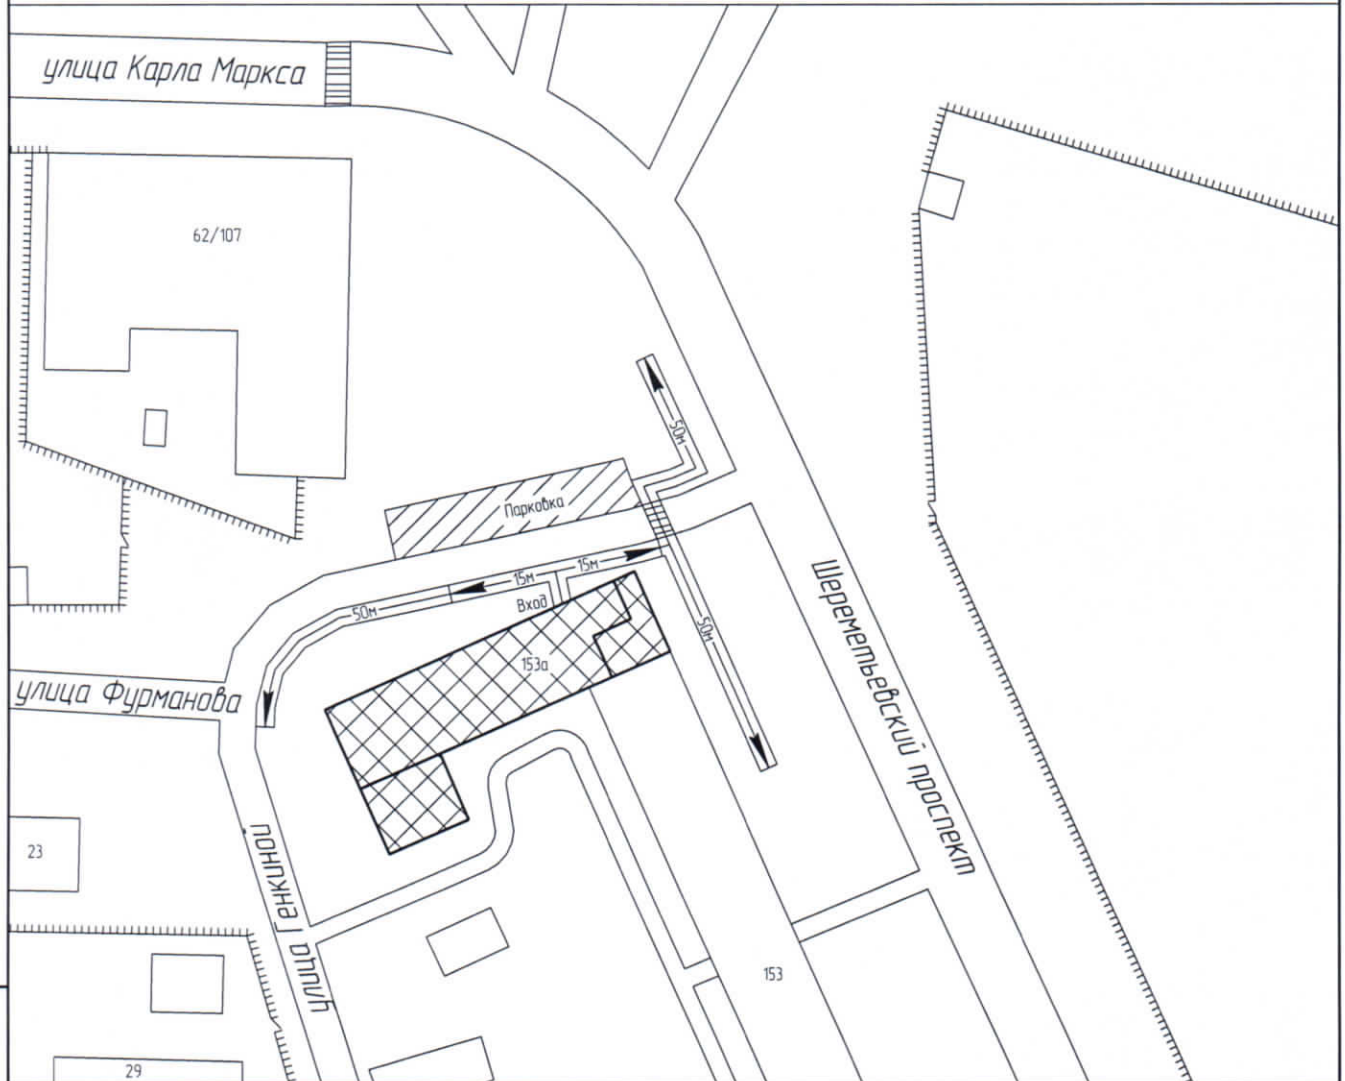 улица Карла Маркса
62/107
50м
Парковка
15м
15м
Вход
50м
50м
153а
Шереметьевский проспект
улица Фурманова
23
улица Генкиной
153
29